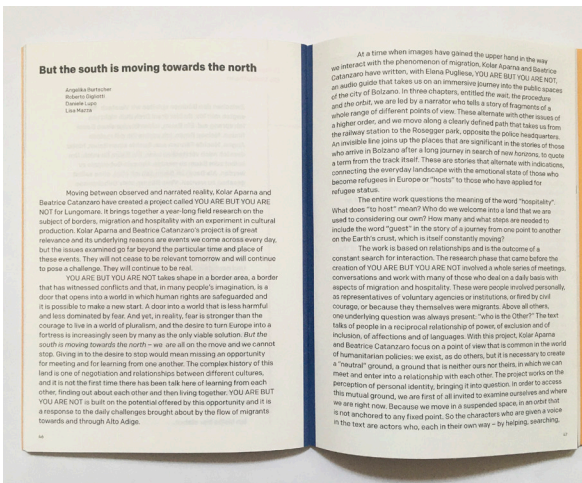 But the south is moving towards the north
Angelika Burtscher
Roberto Gigliotti
Daniele Lupo
Lisa Mazza
Moving between observed and narrated reality, Kolar Aparna and
Beatrice Catanzaro have created a project called YOU ARE BUT YOU ARE
NOT for Lungomare. It brings together a year-long field research on the
subject of borders, migration and hospitality with an experiment in cultural
production. Kolar Aparna and Beatrice Catanzaro's project is of great
relevance and its underlying reasons are events we come across every day,
but the issues examined go far beyond the particular time and place of
these events. They will not cease to be relevant tomorrow and will continue
to pose a challenge. They will continue to be real.
YOU ARE BUT YOU ARE NOT takes shape in a border area, a border
that has witnessed conflicts and that, in many people's imagination, is a
door that opens into a world in which human rights are safeguarded and
it is possible to make a new start. A door into a world that is less harmful
and less dominated by fear. And yet, in reality, fear is stronger than the
courage to live in a world of pluralism, and the desire to turn Europe into a
fortress is increasingly seen by many as the only viable solution. But the
south is moving towards the north – we are all on the move and we cannot
stop. Giving in to the desire to stop would mean missing an opportunity
for meeting and for learning from one another. The complex history of this
land is one of negotiation and relationships between different cultures,
and it is not the first time there has been talk here of learning from each
other, finding out about each other and then living together. YOU ARE BUT
YOU ARE NOT is built on the potential offered by this opportunity and it is
a response to the daily challenges brought about by the flow of migrants
towards and through Alto Adige.
At a time when images have gained the upper hand in the way
we interact with the phenomenon of migration, Kolar Aparna and Beatrice
Catanzaro have written, with Elena Pugliese, YOU ARE BUT YOU ARE NOT,
an audio guide that takes us on an immersive journey into the public spaces
of the city of Bolzano. In three chapters, entitled the wait, the procedure
and the orbit, we are led by a narrator who tells a story of fragments of a
whole range of different points of view. These alternate with other issues of
a higher order, and we move along a clearly defined path that takes us from
the railway station to the Rosegger park, opposite the police headquarters.
An invisible line joins up the places that are significant in the stories of those
who arrive in Bolzano after a long journey in search of new horizons, to quote
a term from the track itself. These are stories that alternate with indications,
connecting the everyday landscape with the emotional state of those who
become refugees in Europe or "hosts" to those who have applied for
refugee status.
The entire work questions the meaning of the word "hospitality".
What does "to host" mean? Who do we welcome into a land that we are
used to considering our own? How many and what steps are needed to
include the word "guest" in the story of a journey from one point to another
on the Earth's crust, which is itself constantly moving?
The work is based on relationships and is the outcome of a
constant search for interaction. The research phase that came before the
creation of YOU ARE BUT YOU ARE NOT involved a whole series of meetings,
conversations and work with many of those who deal on a daily basis with
aspects of migration and hospitality. These were people involved personally,
as representatives of voluntary agencies or institutions, or fired by civil
courage, or because they themselves were migrants. Above all others,
one underlying question was always present: "who is the Other?" The text
talks of people in a reciprocal relationship of power, of exclusion and of
inclusion, of affections and of languages. With this project, Kolar Aparna
and Beatrice Catanzaro focus on a point of view that is common in the world
of humanitarian policies: we exist, as do others, but it is necessary to create
a "neutral" ground, a ground that is neither ours nor theirs, in which we can
meet and enter into a relationship with each other. The project works on the
perception of personal identity, bringing it into question. In order to access
this mutual ground, we are first of all invited to examine ourselves and where
we are right now. Because we move in a suspended space, in an orbit that
is not anchored to any fixed point. So the characters who are given a voice
in the text are actors who, each in their own way – by helping, searching,